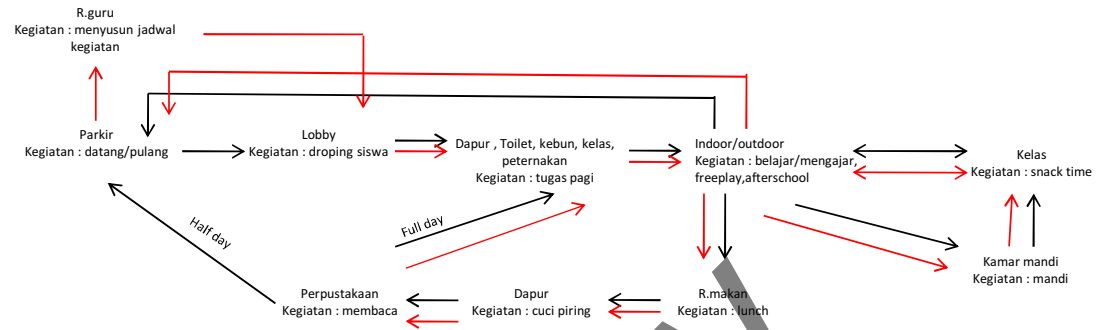 R.guru
Kegiatan : menyusun jadwal
kegiatan
Parkir
Kegiatan : datang/pulang
Lobby
Kegiatan : droping siswa
Dapur , Toilet, kebun, kelas,
peternakan
Kegiatan : tugas pagi
Indoor/outdoor
Kegiatan : belajar/mengajar,
freeplay,afterschool
Kelas
Kegiatan : snack time
Half day
Full day
Kamar mandi
Kegiatan : mandi
Perpustakaan
Kegiatan : membaca
Dapur
Kegiatan : cuci piring
R.makan
Kegiatan : lunch